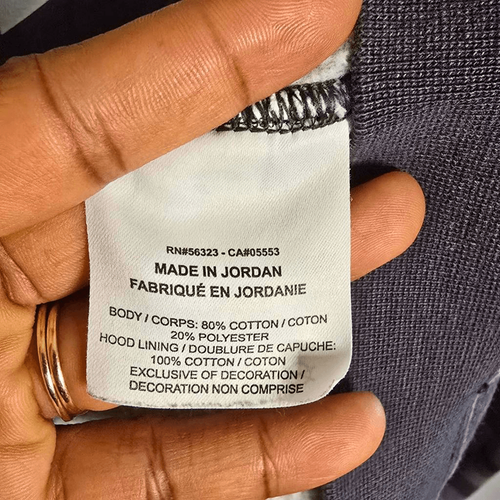 RN#56323 - CA#05553
MADE IN JORDAN
FABRIQUÉ EN JORDANIE
BODY / CORPS: 80% COTTON / COTON
20% POLYESTER
HOOD LINING / DOUBLURE DE CAPUCHE:
100% COTTON / COTON
EXCLUSIVE OF DECORATION /
DECORATION NON COMPRISE